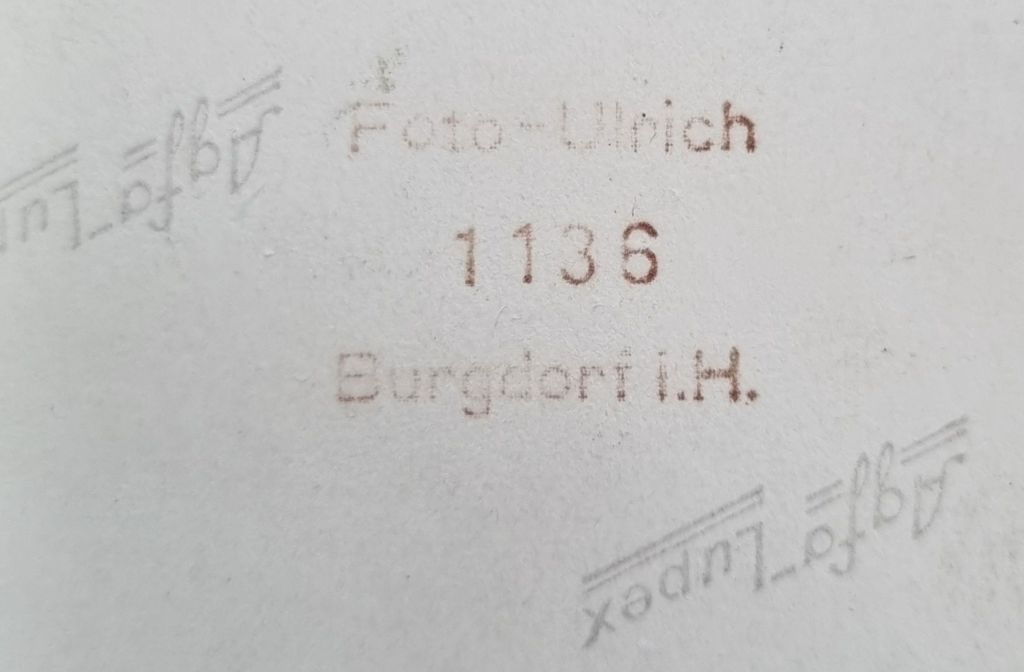 Foto-Ulrich
1136
Burgdorf i.H.
Agfa-Lu
Agfa-Lupex